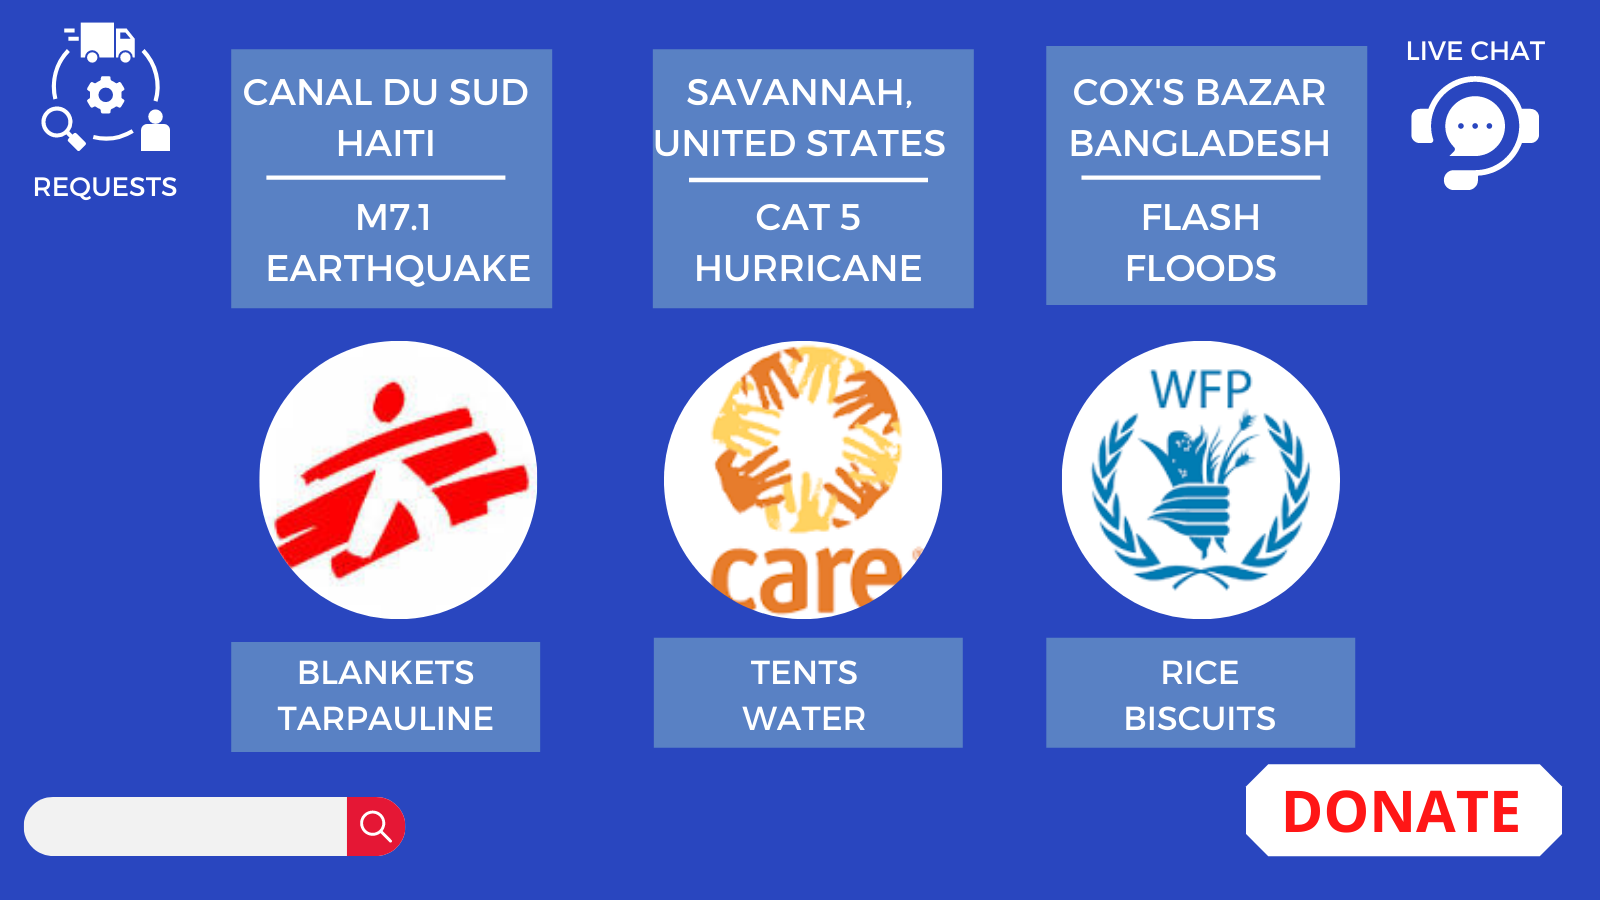 REQUESTS
CANAL DU SUD
HAITI
M7.1
EARTHQUAKE
SAVANNAH,
UNITED STATES
CAT 5
HURRICANE
COX'S BAZAR
BANGLADESH
FLASH
FLOODS
LIVE CHAT
care
WFP
BLANKETS
TARPAULINE
TENTS
WATER
RICE
BISCUITS
DONATE